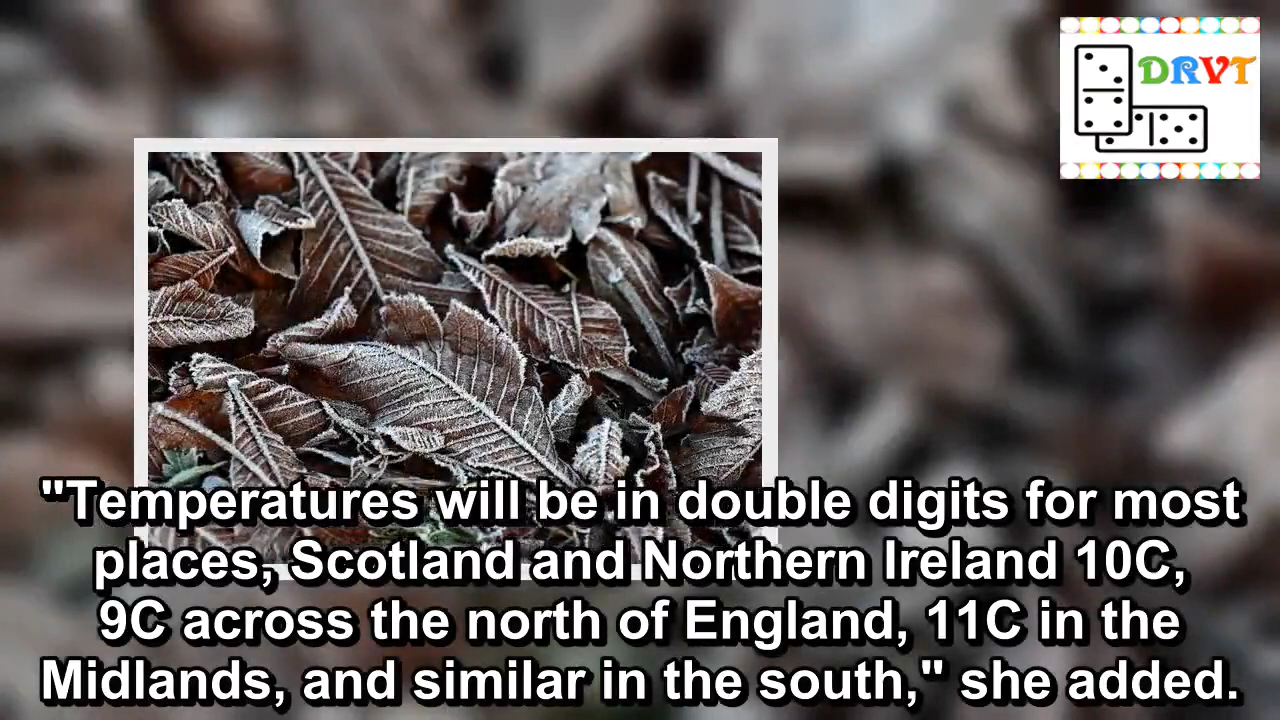 DRVT
"Temperatures will be in double digits for most
places, Scotland and Northern Ireland 10C,
9C across the north of England, 11C in the
Midlands, and similar in the south," she added.